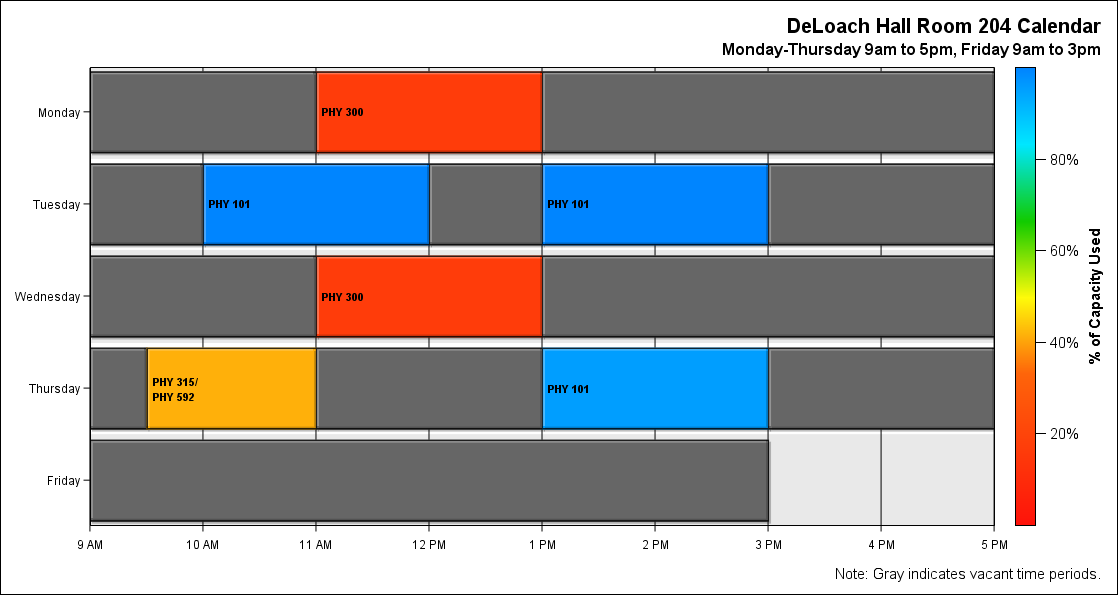 DeLoach Hall Room 204 Calendar
Monday-Thursday 9am to 5pm, Friday 9am to 3pm
Monday
PHY 300
Tuesday
PHY 101
PHY 101
Wednesday
PHY 300
Thursday
PHY 315/
PHY 592
PHY 101
Friday
9 AM
10 AM
11 AM
12 PM
1 PM
2 PM
3 PM
4 PM
5 PM
80%
60%
40%
20%
% of Capacity Used
Note: Gray indicates vacant time periods.